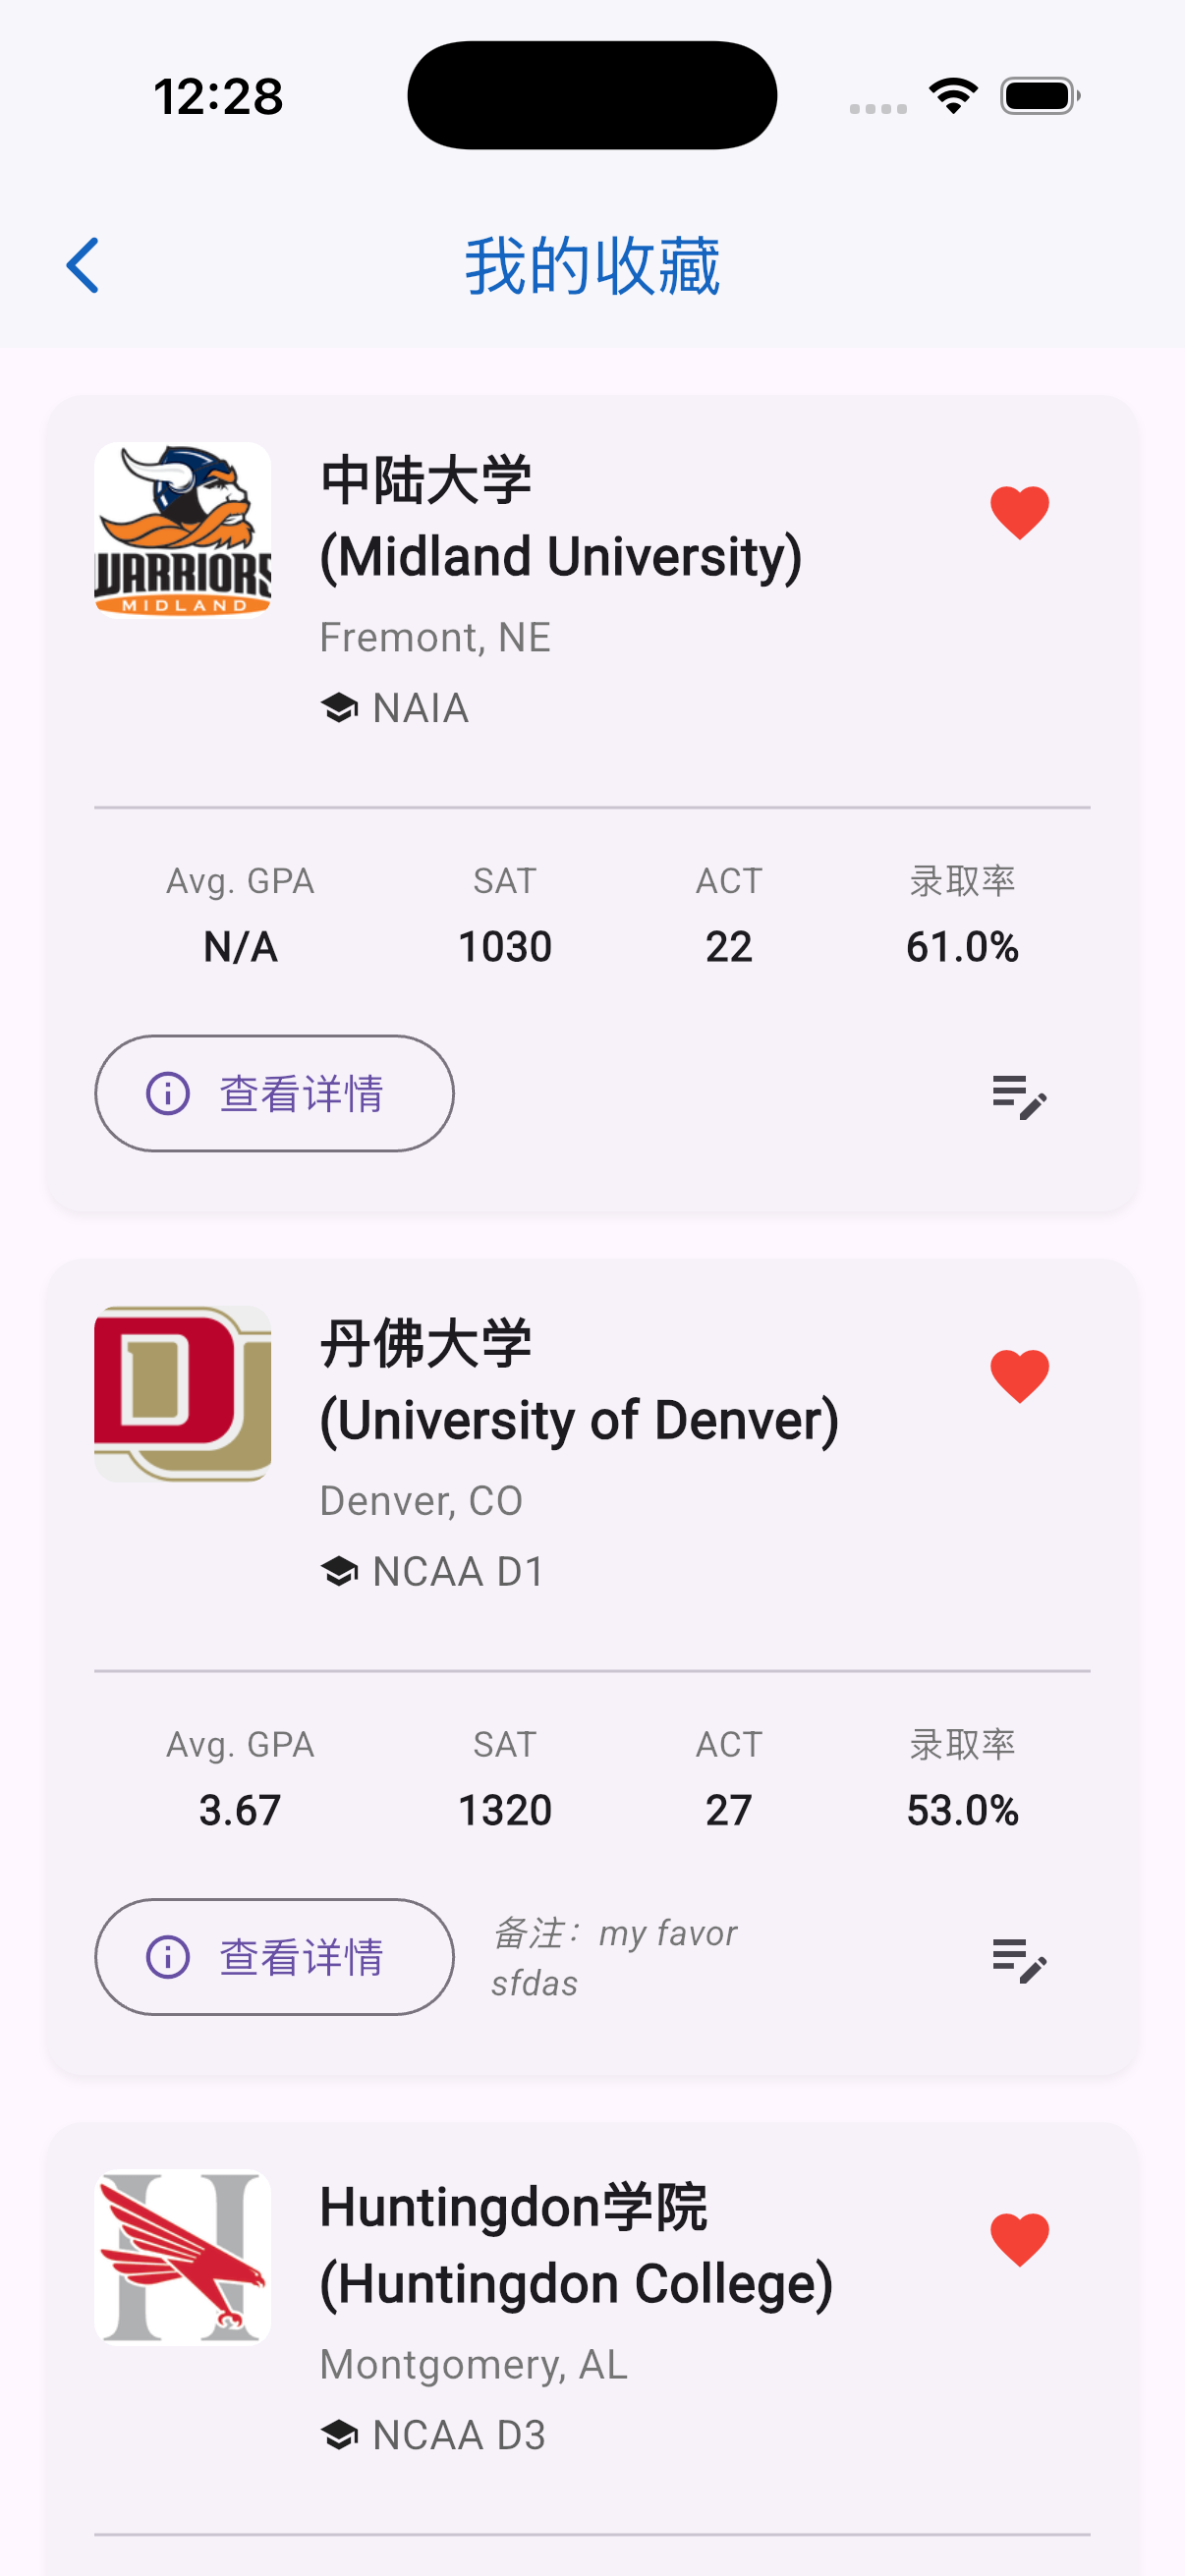 12:28
我的收藏
WARRIORS
MIDLAND
中陆大学
(Midland University)
Fremont, NE
NAIA
Avg. GPA SAT ACT 录取率
N/A 1030 22 61.0%
查看详情
D
丹佛大学
(University of Denver)
Denver, CO
NCAA D1
Avg. GPA SAT ACT 录取率
3.67 1320 27 53.0%
查看详情
备注：my favor
sfdas
H
Huntingdon学院
(Huntingdon College)
Montgomery, AL
NCAA D3